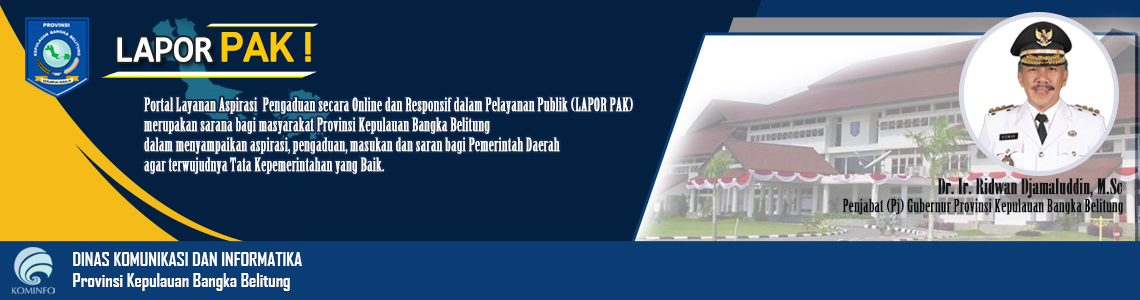 PROVINSI
KEPULAUAN BANGKA BELITUNG
LAPOR PAK !
Portal Layanan Aspirasi Pengaduan secara Online dan Responsif dalam Pelayanan Publik (LAPOR PAK)
merupakan sarana bagi masyarakat Provinsi Kepulauan Bangka Belitung
dalam menyampaikan aspirasi, pengaduan, masukan dan saran bagi Pemerintah Daerah
agar terwujudnya Tata Kepemerintahan yang Baik.
Dr. Ir. Ridwan Djamaluddin, M.Sc
Penjabat (Pj) Gubernur Provinsi Kepulauan Bangka Belitung
KOMINFO
DINAS KOMUNIKASI DAN INFORMATIKA
Provinsi Kepulauan Bangka Belitung